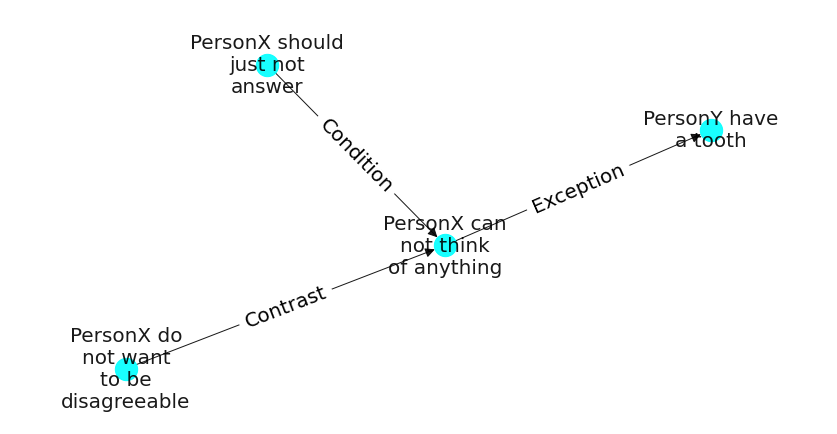 PersonX should
just not
answer
PersonY have
a tooth
Condition
Exception
PersonX can
not think
of anything
Contrast
PersonX do
not want
to be
disagreeable